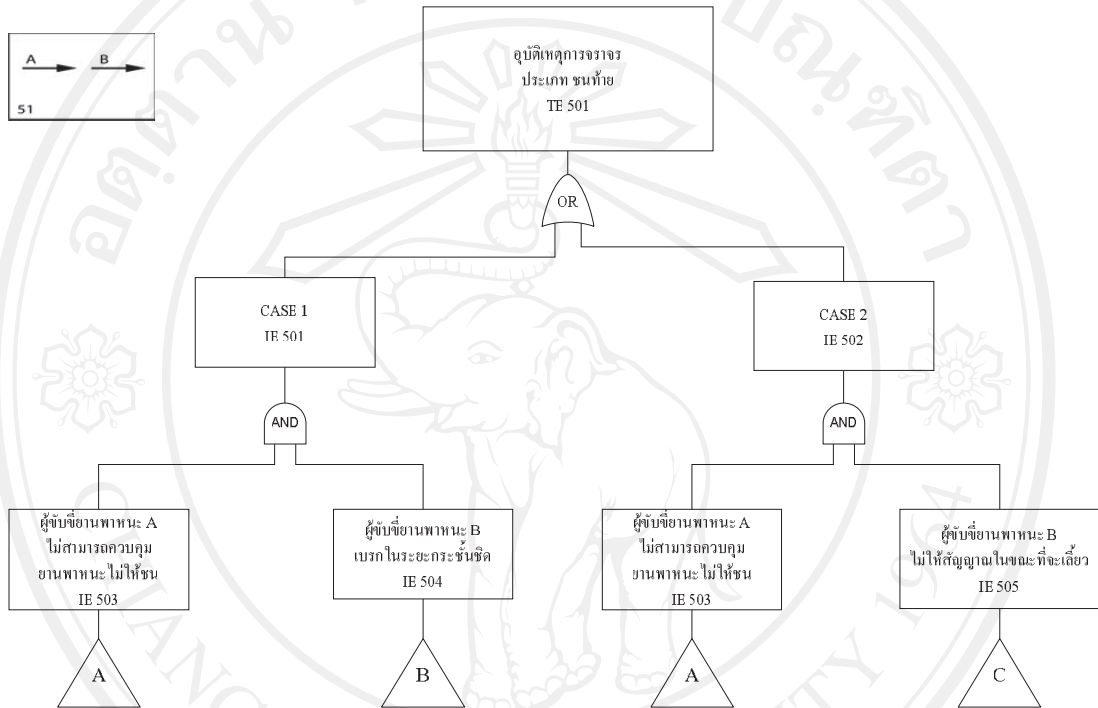 A B
51
อุบัติเหตุการจราจร
ประเภท ชนท้าย
TE 501
OR
CASE 1
IE 501
CASE 2
IE 502
AND
AND
ผู้ขับขี่ยานพาหนะ A
ไม่สามารถควบคุม
ยานพาหนะ ไม่ให้ชน
IE 503
ผู้ขับขี่ยานพาหนะ B
เบรกในระยะกระชั้นชิด
IE 504
ผู้ขับขี่ยานพาหนะ A
ไม่สามารถควบคุม
ยานพาหนะ ไม่ให้ชน
IE 503
ผู้ขับขี่ยานพาหนะ B
ไม่ให้สัญญาณในขณะที่จะเลี้ยว
IE 505
A
B
A
C